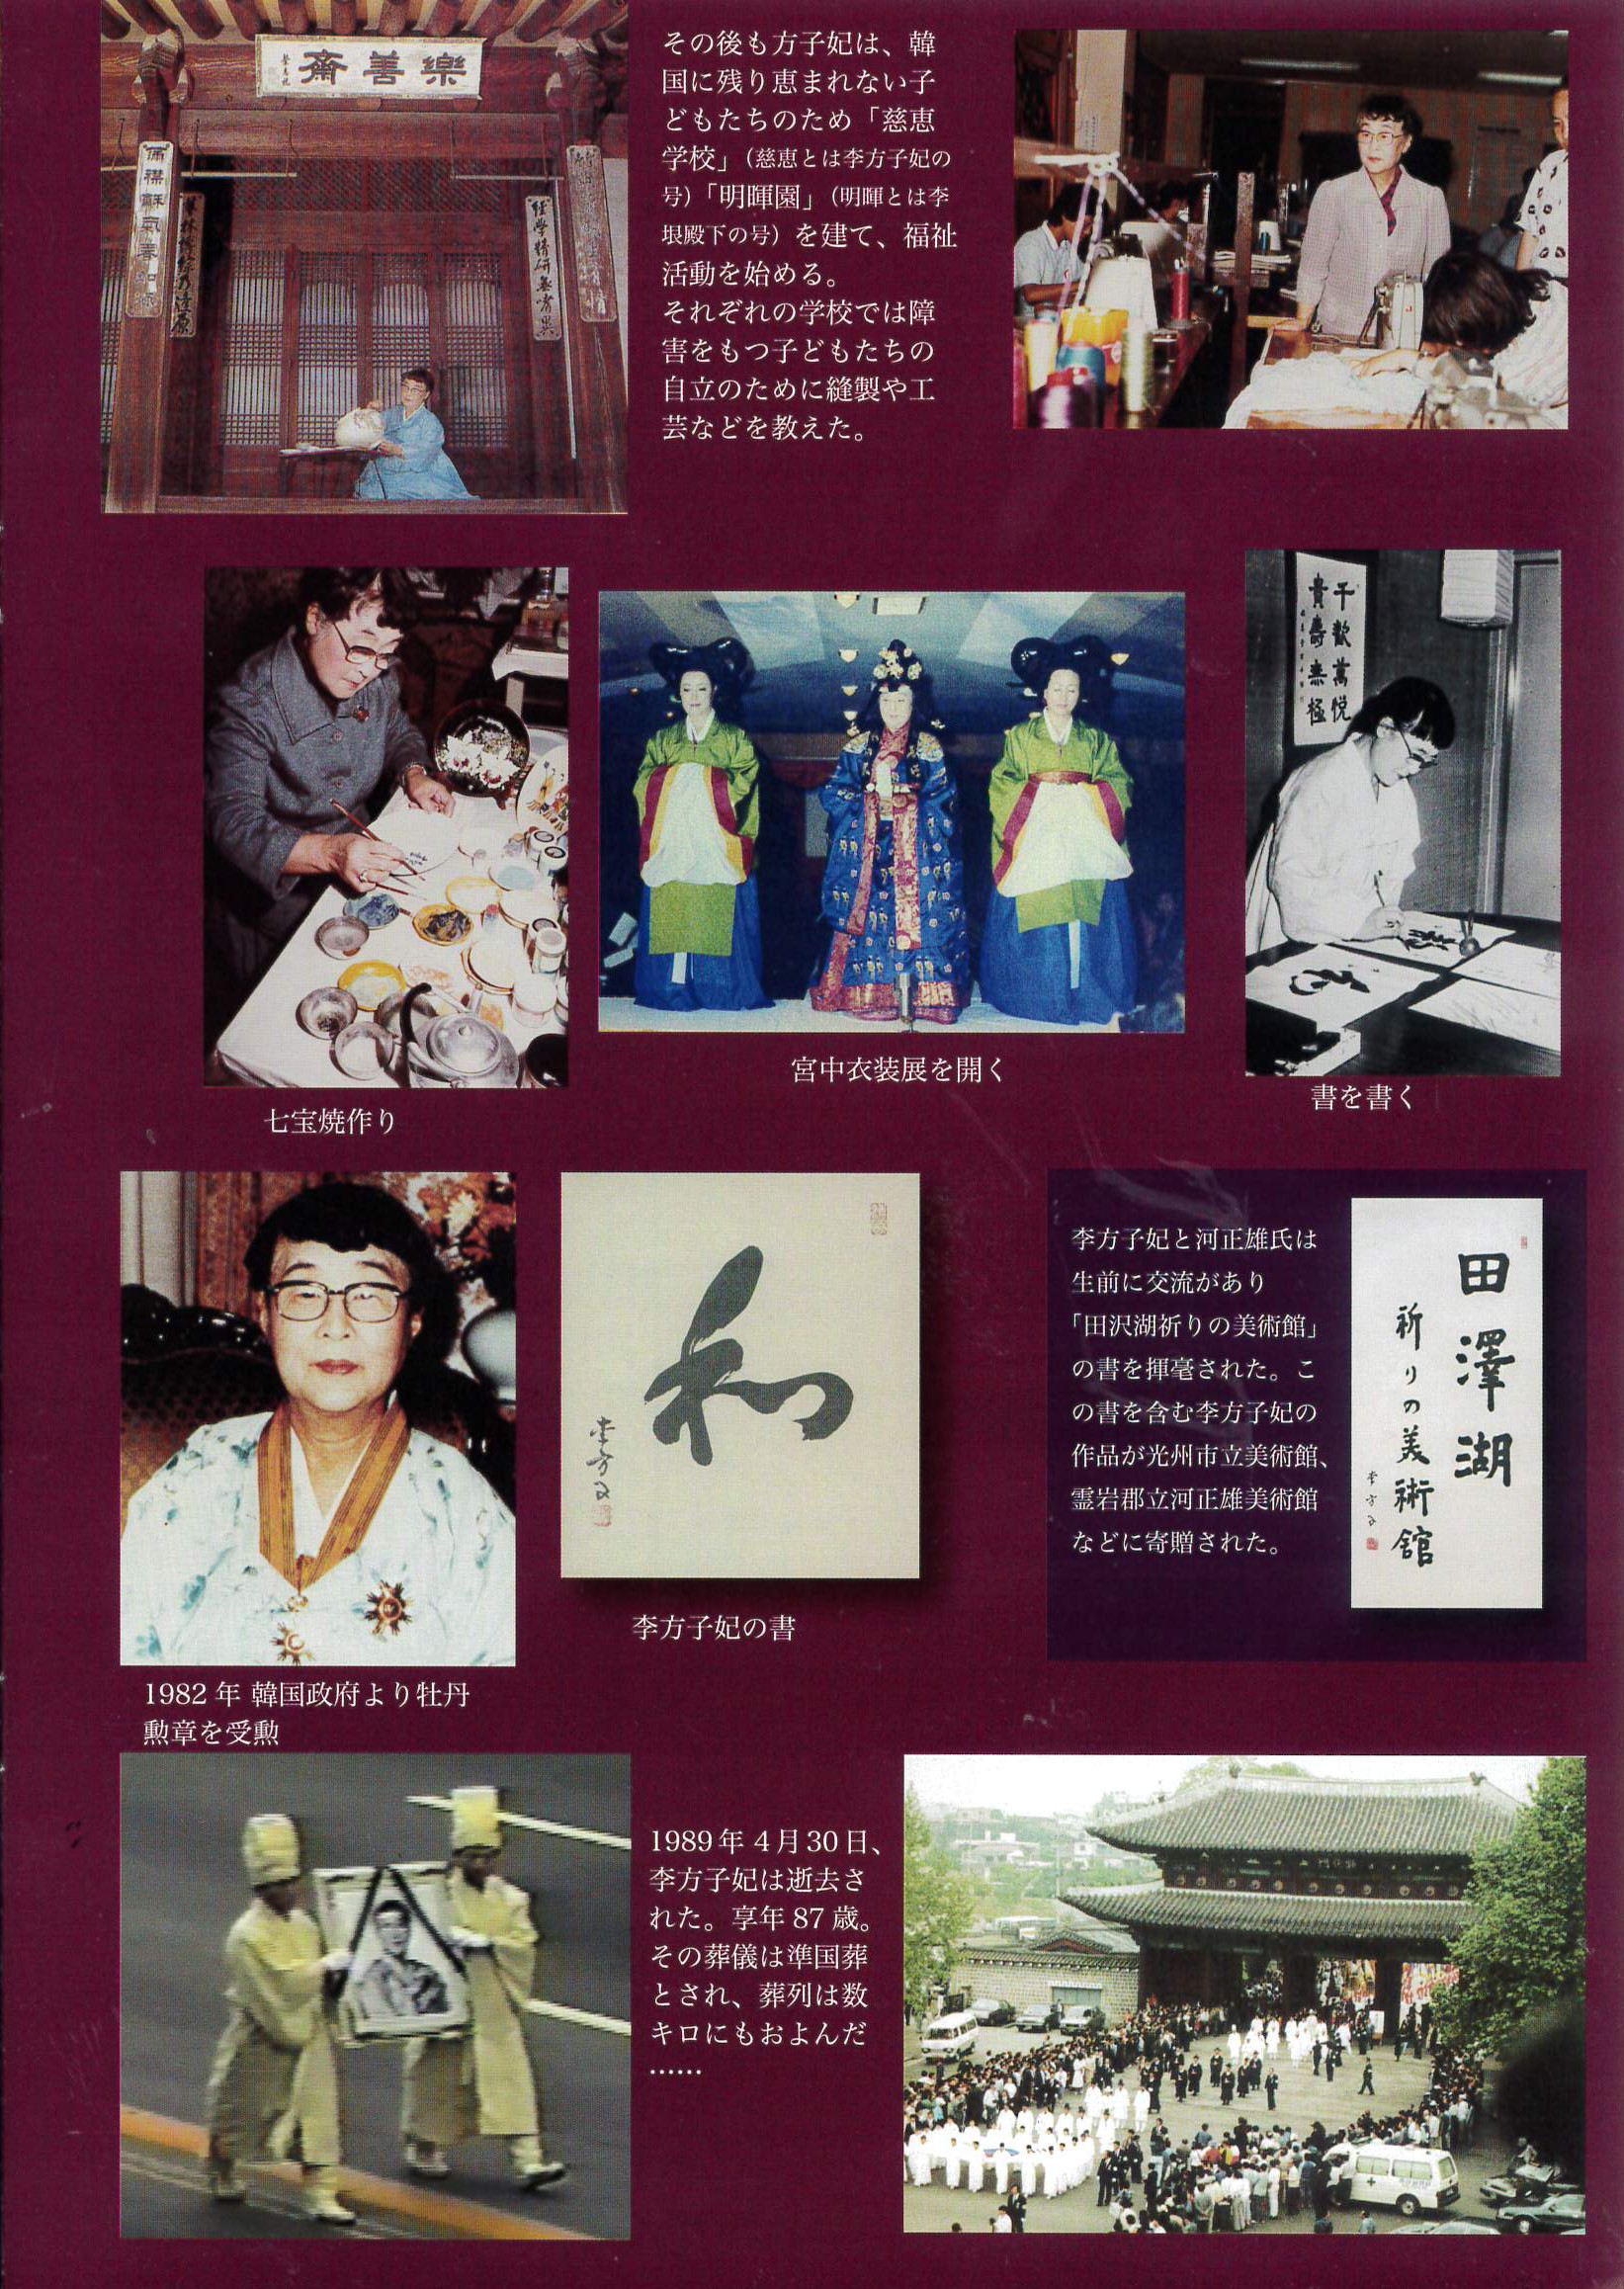 樂善齋
經學精研無嗜異
その後も方子妃は、韓
国に残り恵まれない子
どもたちのため「慈恵
学校」(慈恵とは李方子妃の
号)「明暉園」(明暉とは李
垠殿下の号)を建て、福祉
活動を始める。
それぞれの学校では障
害をもつ子どもたちの
自立のために縫製や工
芸などを教えた。
七宝焼作り
宮中衣装展を開く
千歓萬悦
貴壽無極
書を書く
1982 年 韓国政府より牡丹
勲章を受勲
和
李方子
李方子妃の書
李方子妃と河正雄氏は
生前に交流があり
「田沢湖祈りの美術館」
の書を揮毫された。こ
の書を含む李方子妃の
作品が光州市立美術館、
霊岩郡立河正雄美術館
などに寄贈された。
田澤湖
祈りの美術館
李方子
1989年 4月30日、
李方子妃は逝去さ
れた。享年 87 歳。
その葬儀は準国葬
とされ、葬列は数
キロにもおよんだ
……